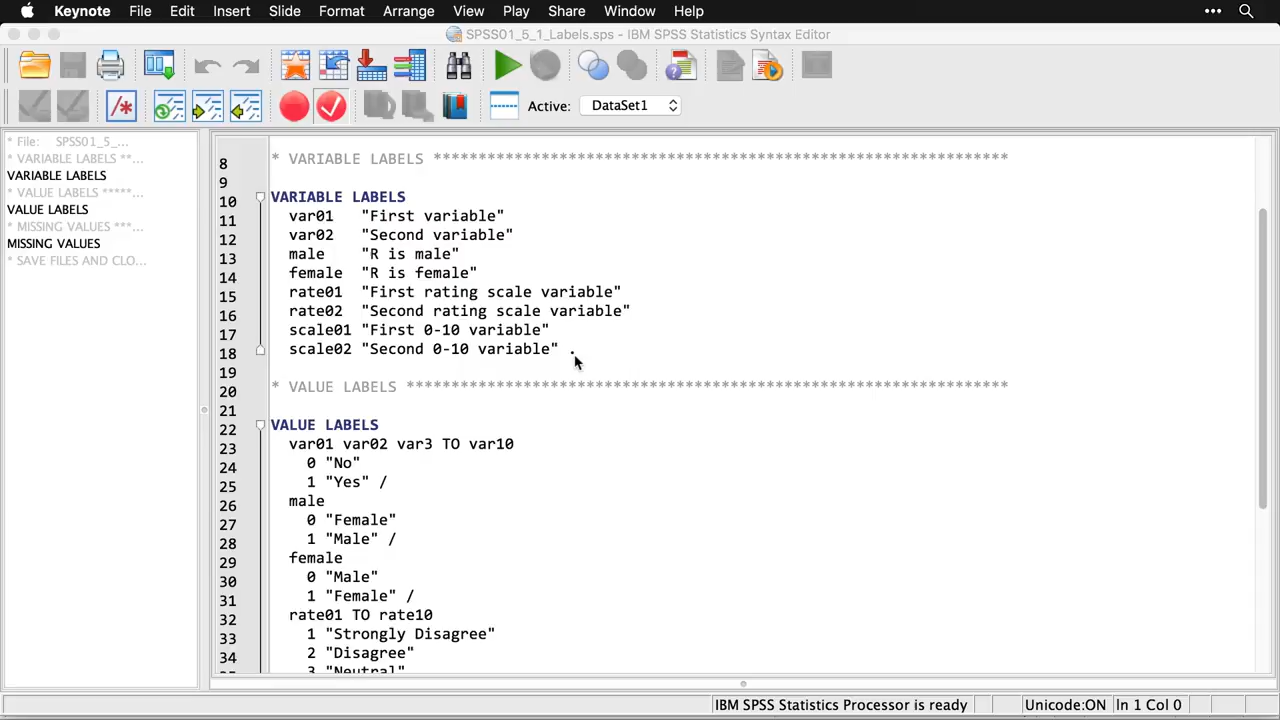 Keynote File Edit Insert Slide Format Arrange View Play Share Window Help
SPSS01_5_1_Labels.sps - IBM SPSS Statistics Syntax Editor
Active: DataSet1
* File: SPSS01_5_...
* VARIABLE LABELS **...
VARIABLE LABELS
* VALUE LABELS *****...
VALUE LABELS
* MISSING VALUES ***...
MISSING VALUES
* SAVE FILES AND CLO...
8 * VARIABLE LABELS ****************************************************************
9
10 VARIABLE LABELS
11 var01 "First variable"
12 var02 "Second variable"
13 male "R is male"
14 female "R is female"
15 rate01 "First rating scale variable"
16 rate02 "Second rating scale variable"
17 scale01 "First 0-10 variable"
18 scale02 "Second 0-10 variable" .
19
20 * VALUE LABELS *******************************************************************
21
22 VALUE LABELS
23 var01 var02 var3 TO var10
24 0 "No"
25 1 "Yes" /
26 male
27 0 "Female"
28 1 "Male" /
29 female
30 0 "Male"
31 1 "Female" /
32 rate01 TO rate10
33 1 "Strongly Disagree"
34 2 "Disagree"
3 "Neutral"
IBM SPSS Statistics Processor is ready Unicode:ON In 1 Col 0